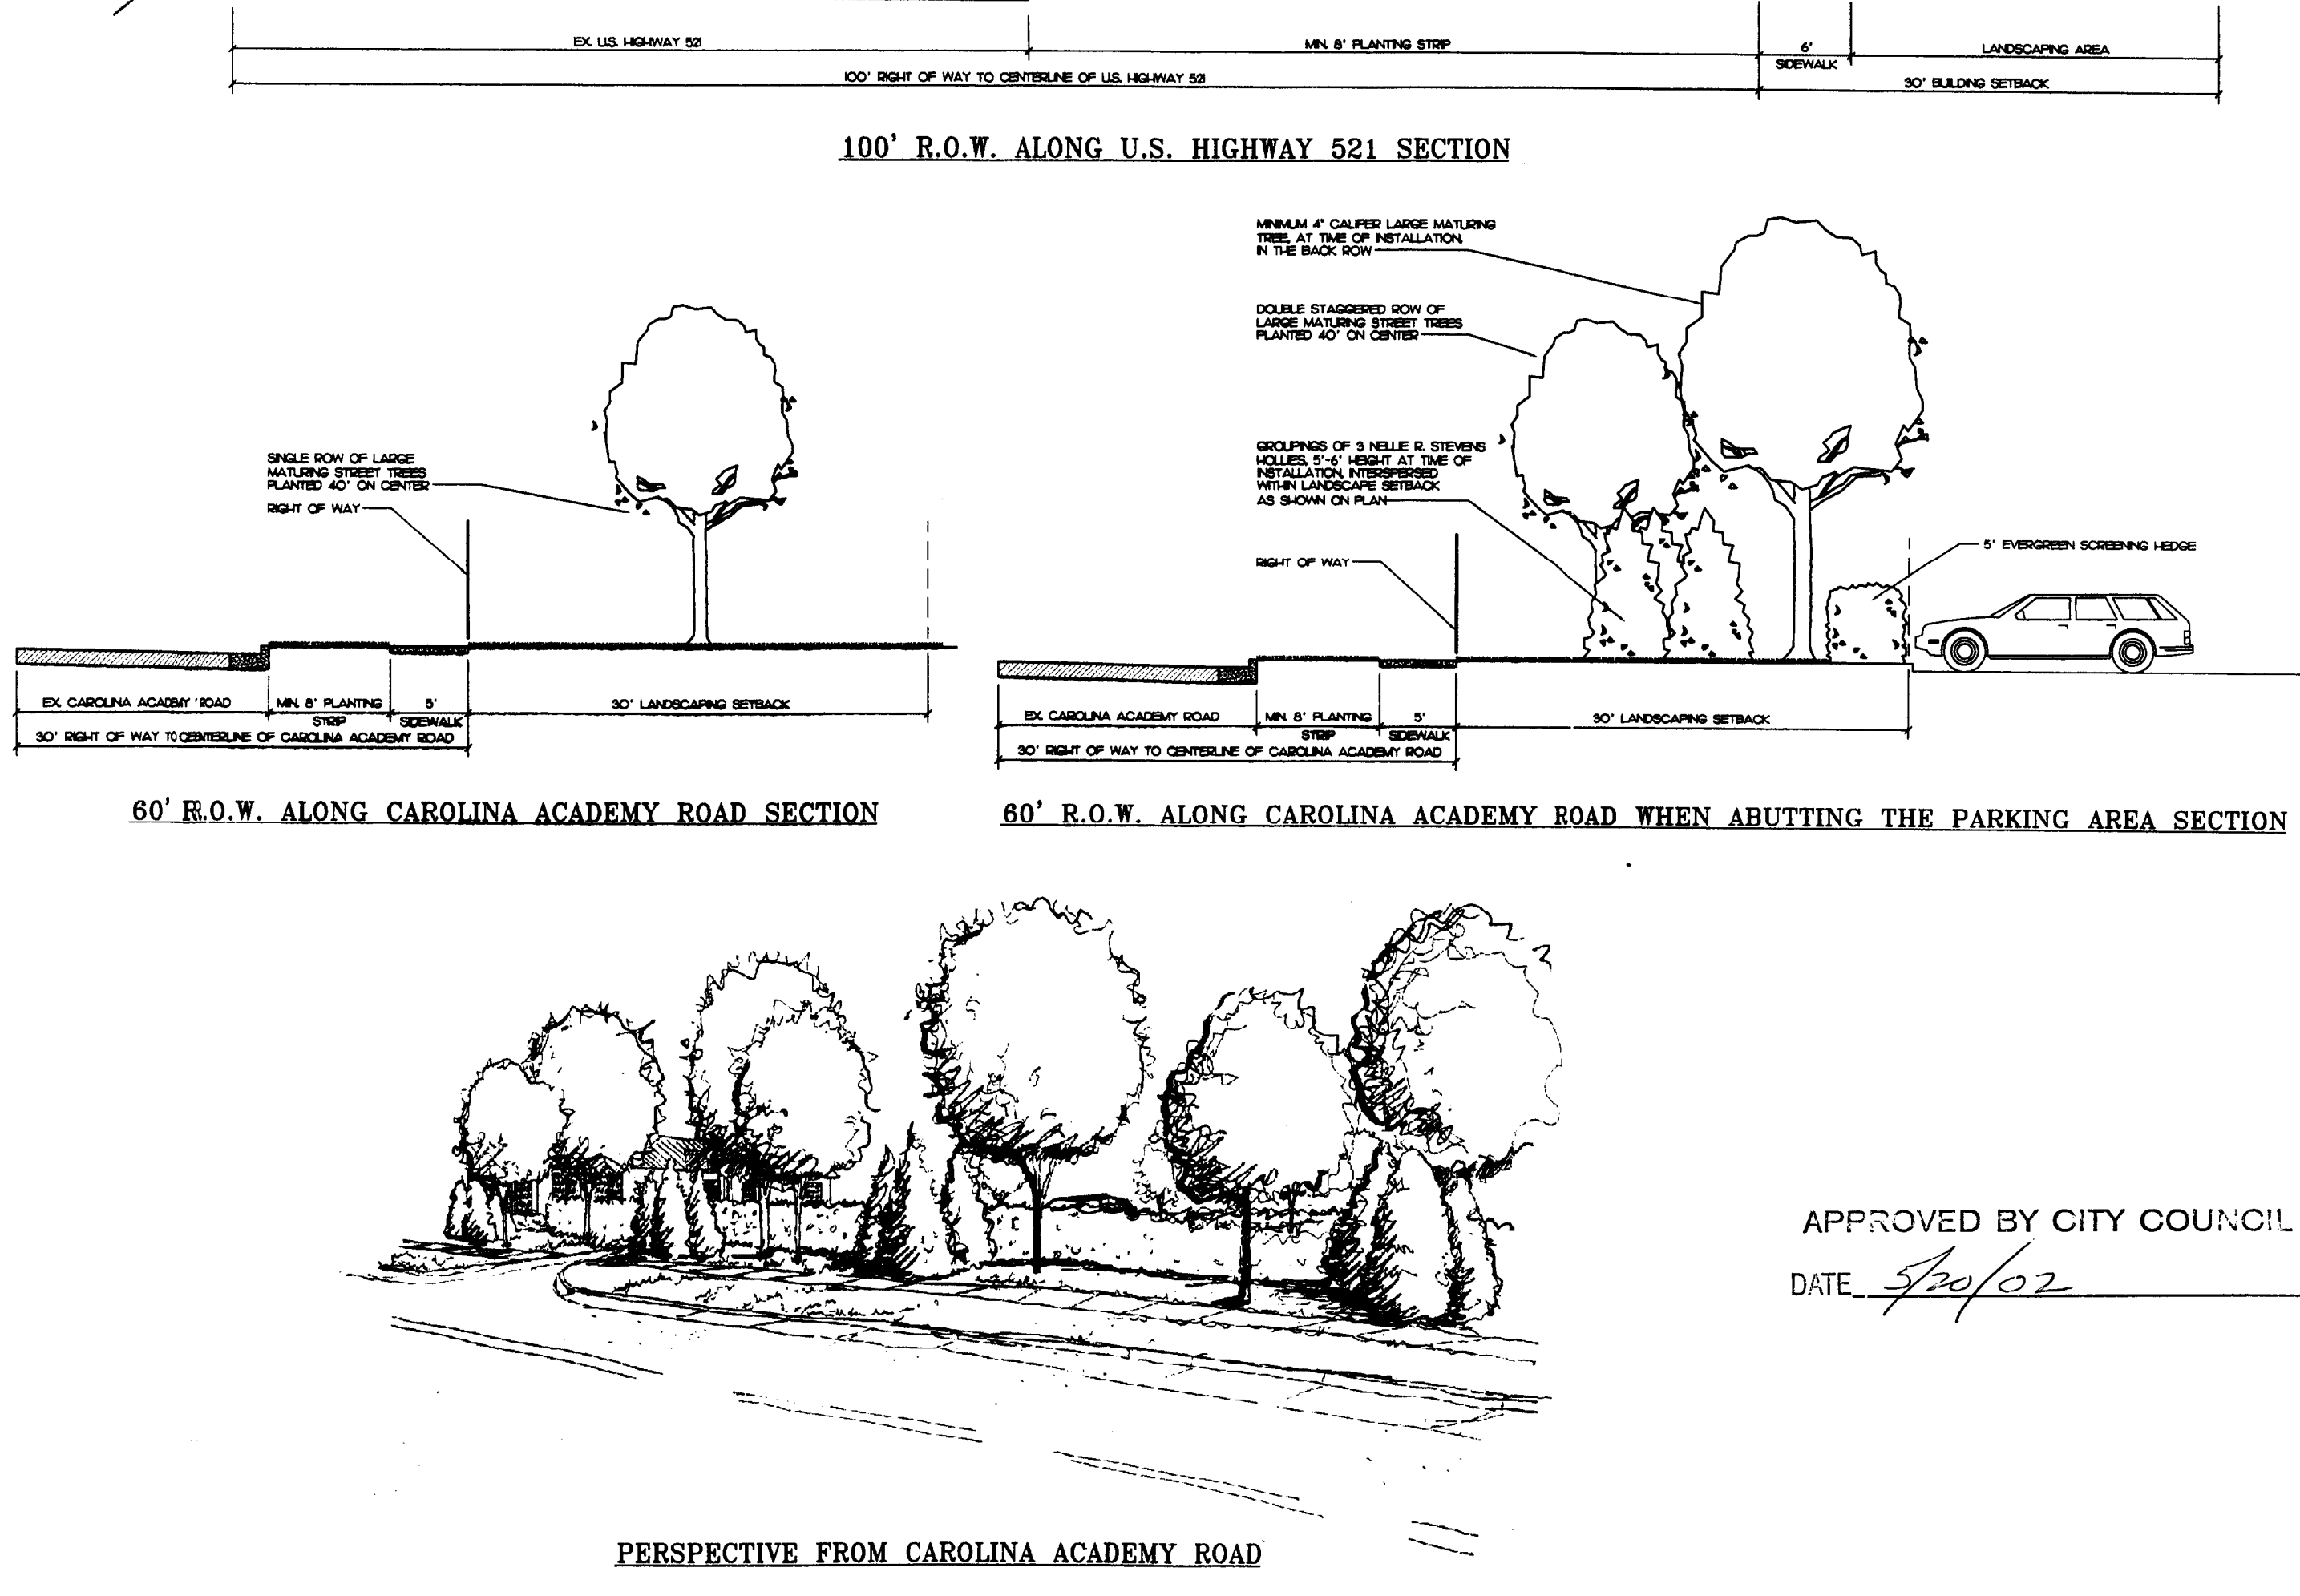 EX. U.S. HIGHWAY 521
MIN. 8' PLANTING STRIP
6'
SIDEWALK
LANDSCAPING AREA
100' RIGHT OF WAY TO CENTERLINE OF U.S. HIGHWAY 521
30' BUILDING SETBACK
100' R.O.W. ALONG U.S. HIGHWAY 521 SECTION
SINGLE ROW OF LARGE
MATURING STREET TREES
PLANTED 40' ON CENTER
RIGHT OF WAY
EX. CAROLINA ACADEMY ROAD
MIN. 8' PLANTING
STRIP
5'
SIDEWALK
30' LANDSCAPING SETBACK
30' RIGHT OF WAY TO CENTERLINE OF CAROLINA ACADEMY ROAD
60' R.O.W. ALONG CAROLINA ACADEMY ROAD SECTION
MINIMUM 4" CALIPER LARGE MATURING
TREE, AT TIME OF INSTALLATION,
IN THE BACK ROW
DOUBLE STAGGERED ROW OF
LARGE MATURING STREET TREES
PLANTED 40' ON CENTER
GROUPINGS OF 3 NELLIE R. STEVENS
HOLLIES, 5'-6' HEIGHT AT TIME OF
INSTALLATION, INTERSPERSED
WITHIN LANDSCAPE SETBACK
AS SHOWN ON PLAN
RIGHT OF WAY
5' EVERGREEN SCREENING HEDGE
EX. CAROLINA ACADEMY ROAD
MIN. 8' PLANTING
STRIP
5'
SIDEWALK
30' LANDSCAPING SETBACK
30' RIGHT OF WAY TO CENTERLINE OF CAROLINA ACADEMY ROAD
60' R.O.W. ALONG CAROLINA ACADEMY ROAD WHEN ABUTTING THE PARKING AREA SECTION
APPROVED BY CITY COUNCIL
DATE 5/20/02
PERSPECTIVE FROM CAROLINA ACADEMY ROAD